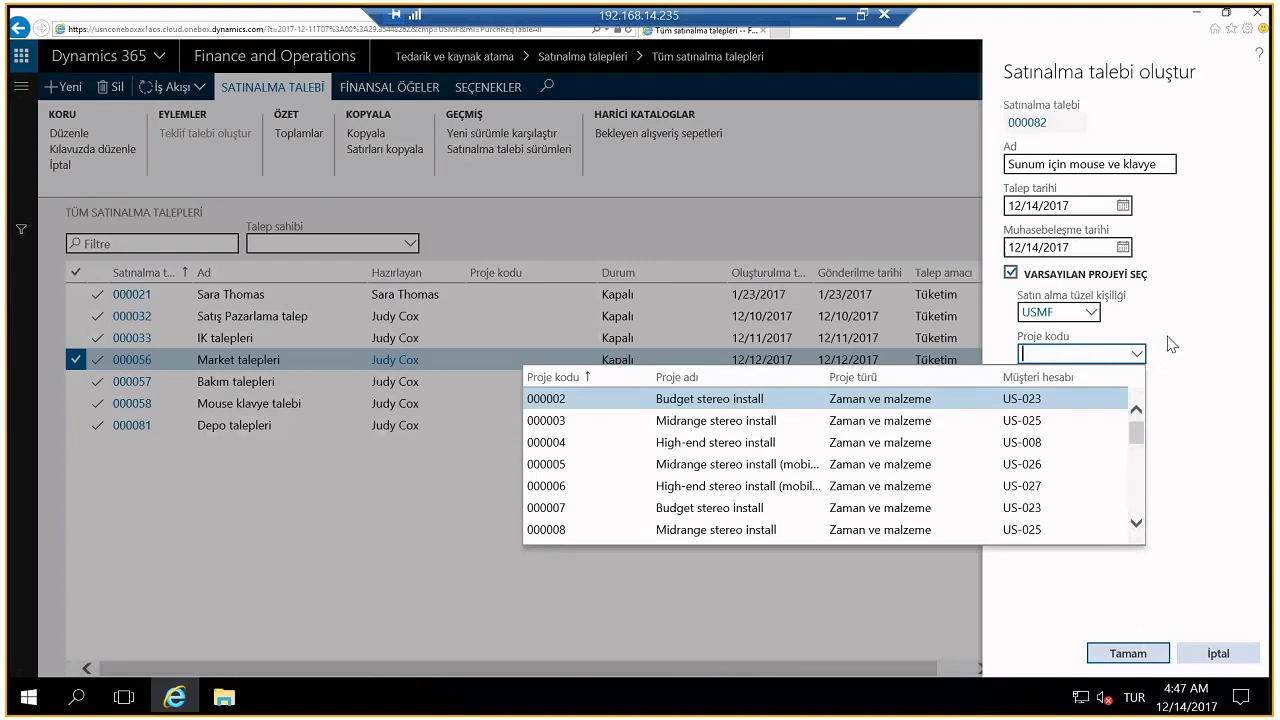 192.168.14.235
Tüm satınalma talepleri -- F...
Dynamics 365
Finance and Operations
Tedarik ve kaynak atama > Satınalma talepleri > Tüm satınalma talepleri
?
+Yeni Sil İş Akışı SATINALMA TALEBİ FİNANSAL ÖĞELER SEÇENEKLER
KORU
Düzenle
Kılavuzda düzenle
İptal
EYLEMLER
Teklif talebi oluştur
ÖZET
Toplamlar
KOPYALA
Kopyala
Satırları kopyala
GEÇMİŞ
Yeni sürümle karşılaştır
Satınalma talebi sürümleri
HARİCİ KATALOGLAR
Bekleyen alışveriş sepetleri
TÜM SATINALMA TALEPLERİ
Filtre
Talep sahibi
Satınalma t... ↑ Ad Hazırlayan Proje kodu Durum Oluşturulma t... Gönderilme tarihi Talep amacı
000021 Sara Thomas Sara Thomas Kapalı 1/23/2017 1/23/2017 Tüketim
000032 Satış Pazarlama talep Judy Cox Kapalı 12/10/2017 12/10/2017 Tüketim
000033 IK talepleri Judy Cox Kapalı 12/11/2017 12/11/2017 Tüketim
000056 Market talepleri Judy Cox Kapalı 12/12/2017 12/12/2017 Tüketim
000057 Bakım talepleri Judy Cox
000058 Mouse klavye talebi Judy Cox
000081 Depo talepleri Judy Cox
Satınalma talebi oluştur
Satınalma talebi
000082
Ad
Sunum için mouse ve klavye
Talep tarihi
12/14/2017
Muhasebeleşme tarihi
12/14/2017
VARSAYILAN PROJEYİ SEÇ
Satın alma tüzel kişiliği
USMF
Proje kodu
Proje kodu ↑ Proje adı Proje türü Müşteri hesabı
000002 Budget stereo install Zaman ve malzeme US-023
000003 Midrange stereo install Zaman ve malzeme US-025
000004 High-end stereo install Zaman ve malzeme US-008
000005 Midrange stereo install (mobi... Zaman ve malzeme US-026
000006 High-end stereo install (mobil... Zaman ve malzeme US-027
000007 Budget stereo install Zaman ve malzeme US-023
000008 Midrange stereo install Zaman ve malzeme US-025
Tamam İptal
TUR
4:47 AM
12/14/2017